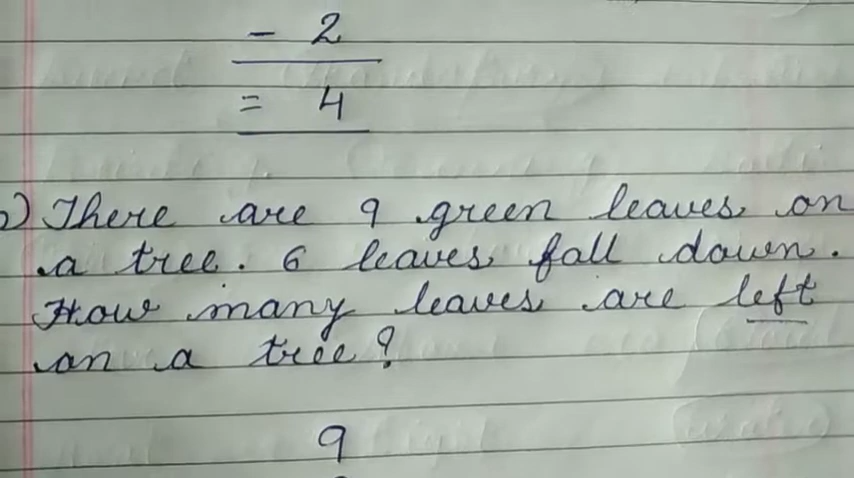 - 2
= 4
2) There are 9 green leaves on
a tree. 6 leaves fall down.
How many leaves are left
on a tree?
9